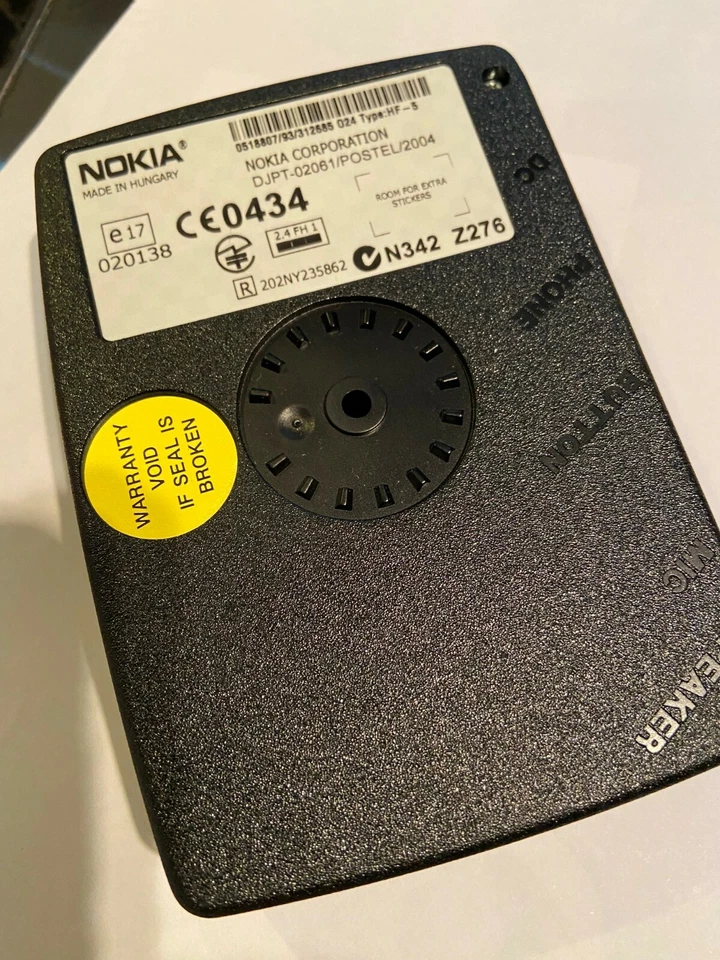 NOKIA®
MADE IN HUNGARY
0518807/93/312685 024 Type:HF-5
NOKIA CORPORATION
DJPT-02061/POSTEL/2004
ROOM FOR EXTRA
STICKERS
e17
020138
CE0434
2.4 FH 1
R 202NY235862
N342 Z276
WARRANTY
VOID
IF SEAL IS
BROKEN
DC
PHONE
BUTTON
MIC
PEAKER